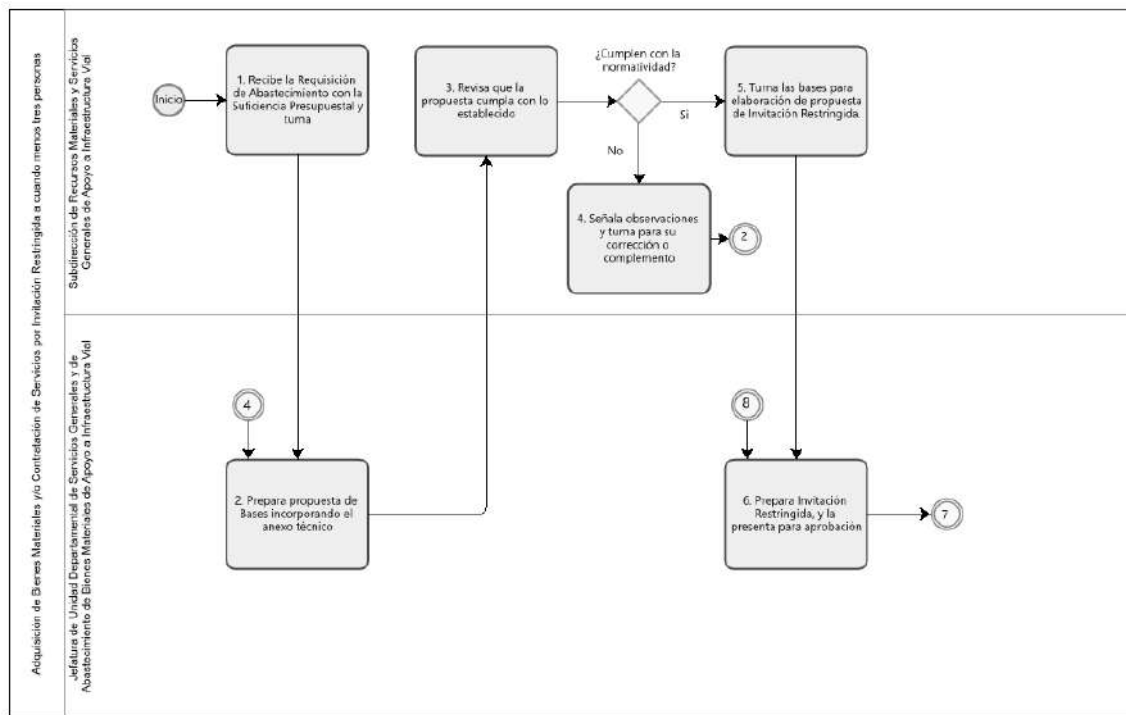 Adquisición de Bienes Materiales y/o Contratación de Servicios por Invitación Restringida a cuando menos tres personas
Subdirección de Recursos Materiales y Servicios
Generales de Apoyo a Infraestructura Vial
Inicio
1. Recibe la Requisición
de Abastecimiento con la
Suficiencia Presupuestal y
turna
3. Revisa que la
propuesta cumpla con lo
establecido
¿Cumplen con la
normatividad?
Si
No
5. Turna las bases para
elaboración de propuesta
de Invitación Restringida.
4. Señala observaciones
y turna para su
corrección o
complemento
2
Jefatura de Unidad Departamental de Servicios Generales y de
Abastecimiento de Bienes Materiales de Apoyo a Infraestructura Vial
4
2. Prepara propuesta de
Bases incorporando el
anexo técnico
8
6. Prepara Invitación
Restringida, y la
presenta para aprobación
7